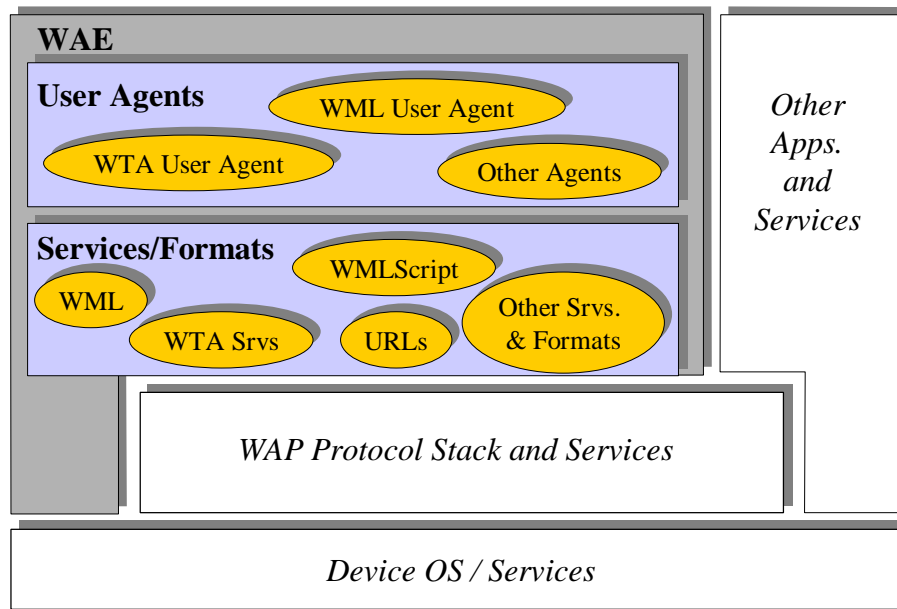 WAE
User Agents
WML User Agent
WTA User Agent
Other Agents
Services/Formats
WMLScript
WML
Other Srvs.
& Formats
WTA Srvs
URLs
Other
Apps.
and
Services
WAP Protocol Stack and Services
Device OS / Services